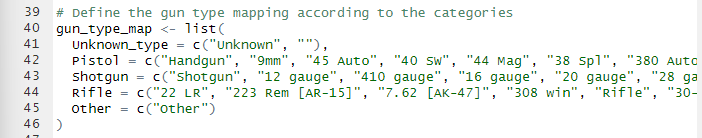 39 # Define the gun type mapping according to the categories
40 gun_type_map <- list(
41 Unknown_type = c("Unknown", ""),
42 Pistol = c("Handgun", "9mm", "45 Auto", "40 SW", "44 Mag", "38 Spl", "380 Auto
43 Shotgun = c("Shotgun", "12 gauge", "410 gauge", "16 gauge", "20 gauge", "28 ga
44 Rifle = c("22 LR", "223 Rem [AR-15]", "7.62 [AK-47]", "308 Win", "Rifle", "30-
45 Other = c("Other")
46 )